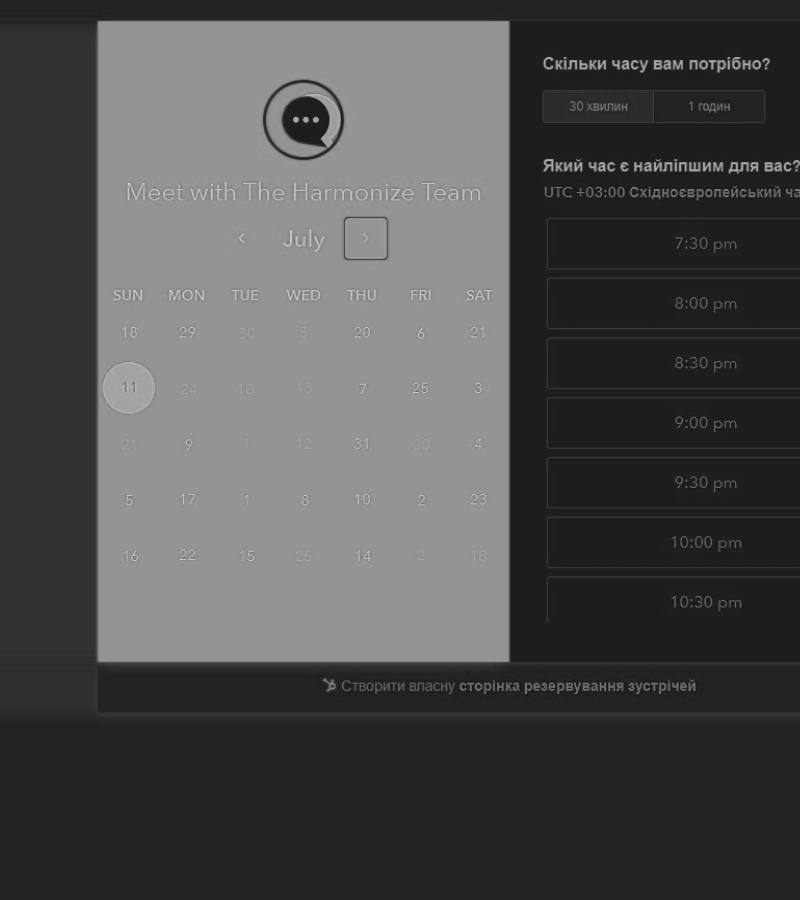 Meet with The Harmonize Team
July
SUN MON TUE WED THU FRI SAT
18 29 30 5 20 6 21
11 24 18 13 7 25 3
21 9 1 12 31 30 4
5 17 1 8 10 2 23
16 22 15 25 14 2 18
Скільки часу вам потрібно?
30 хвилин 1 годин
Який час є найліпшим для вас?
UTC +03:00 Східноєвропейський ча
7:30 pm
8:00 pm
8:30 pm
9:00 pm
9:30 pm
10:00 pm
10:30 pm
Створити власну сторінка резервування зустрічей